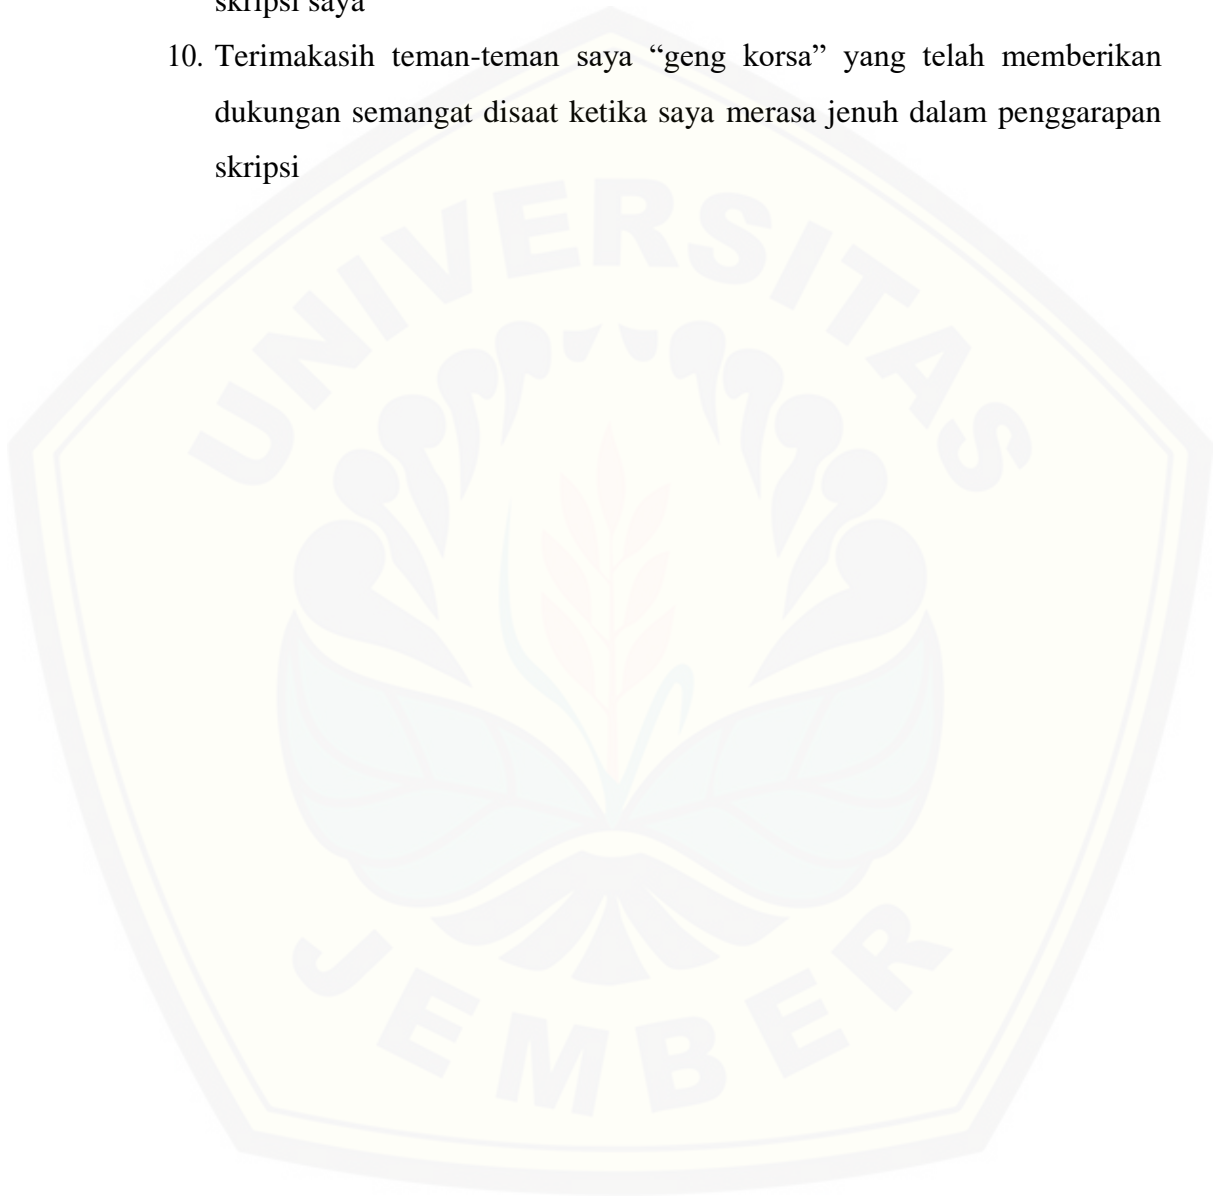 skripsi saya
10. Terimakasih teman-teman saya “geng korsa” yang telah memberikan
dukungan semangat disaat ketika saya merasa jenuh dalam penggarapan
skripsi
UNIVERSITAS
JEMBER